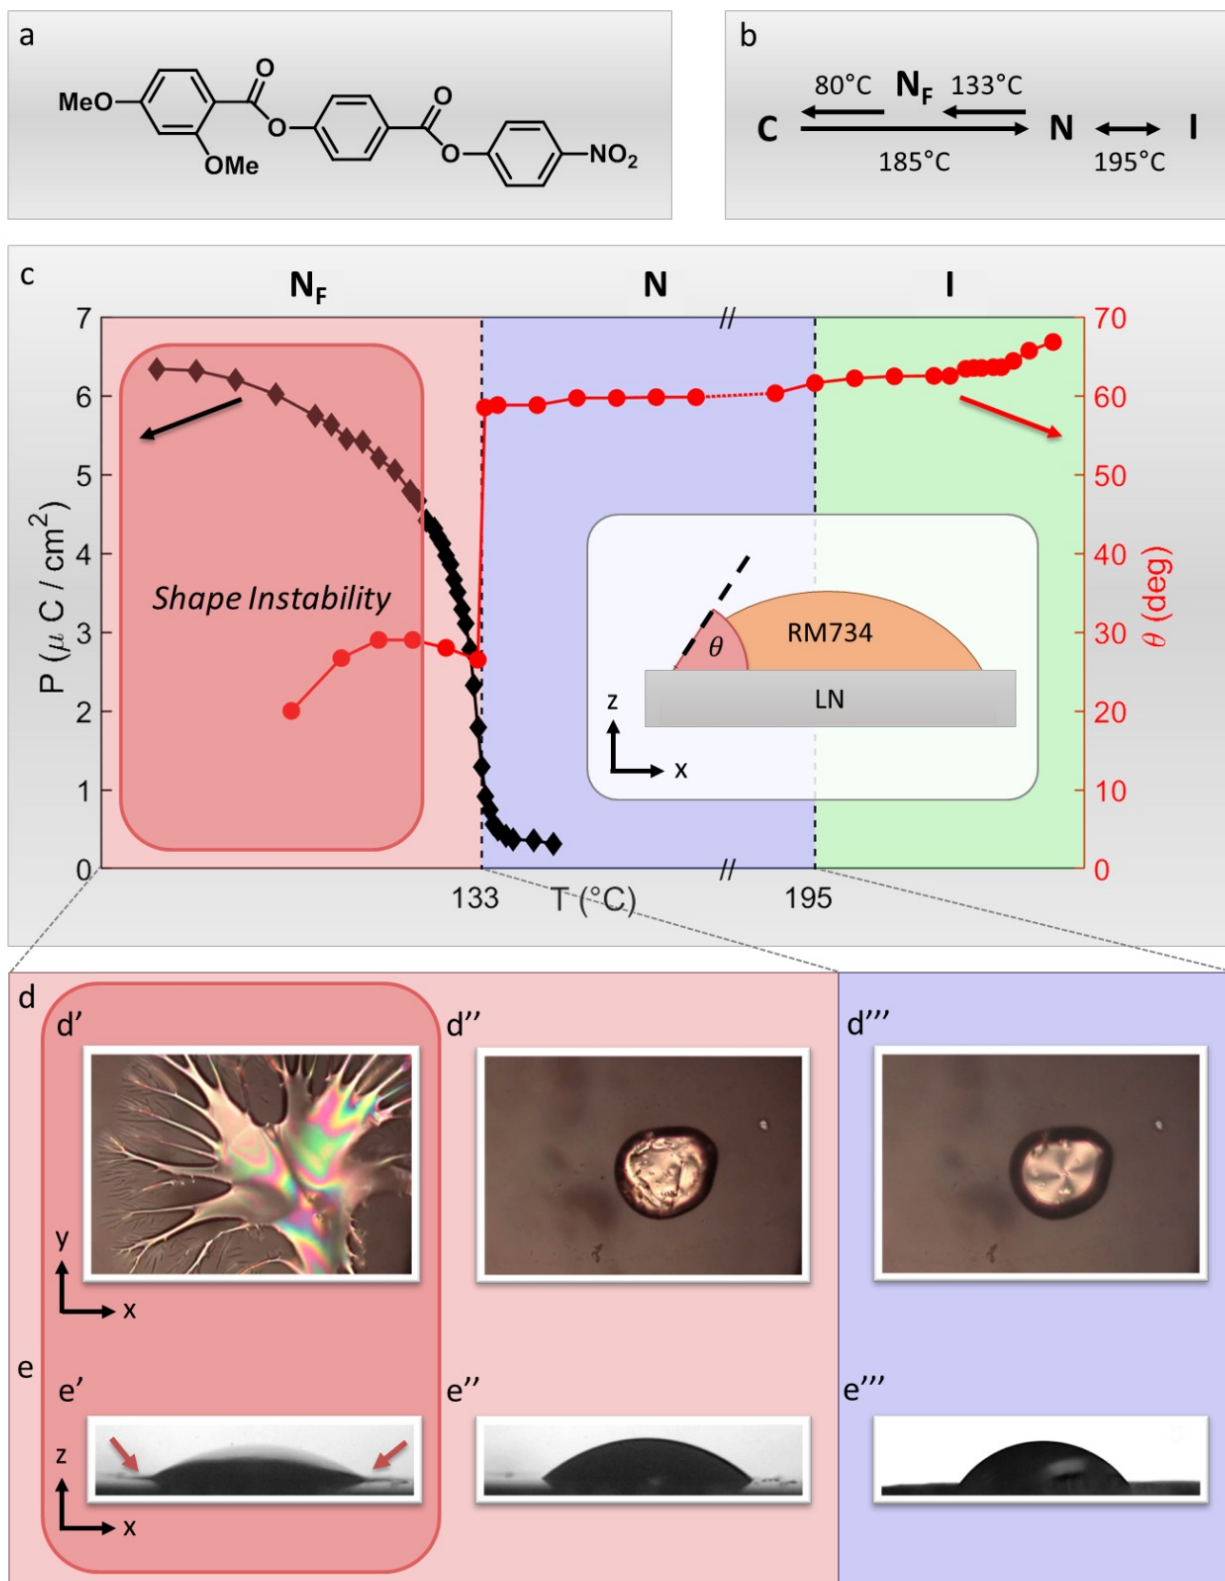 a
O
MeO
O
OMe
O
O
NO2
b
80°C
NF
133°C
C
N
I
185°C
195°C
c
NF
N
I
7
//
70
6
60
5
50
4
40
3
30
2
20
1
10
0
//
0
P (μ C / cm2)
θ (deg)
Shape Instability
RM734
θ
LN
z
x
133
T (°C)
195
d
d'
d''
d'''
y
x
e
e'
e''
e'''
z
x